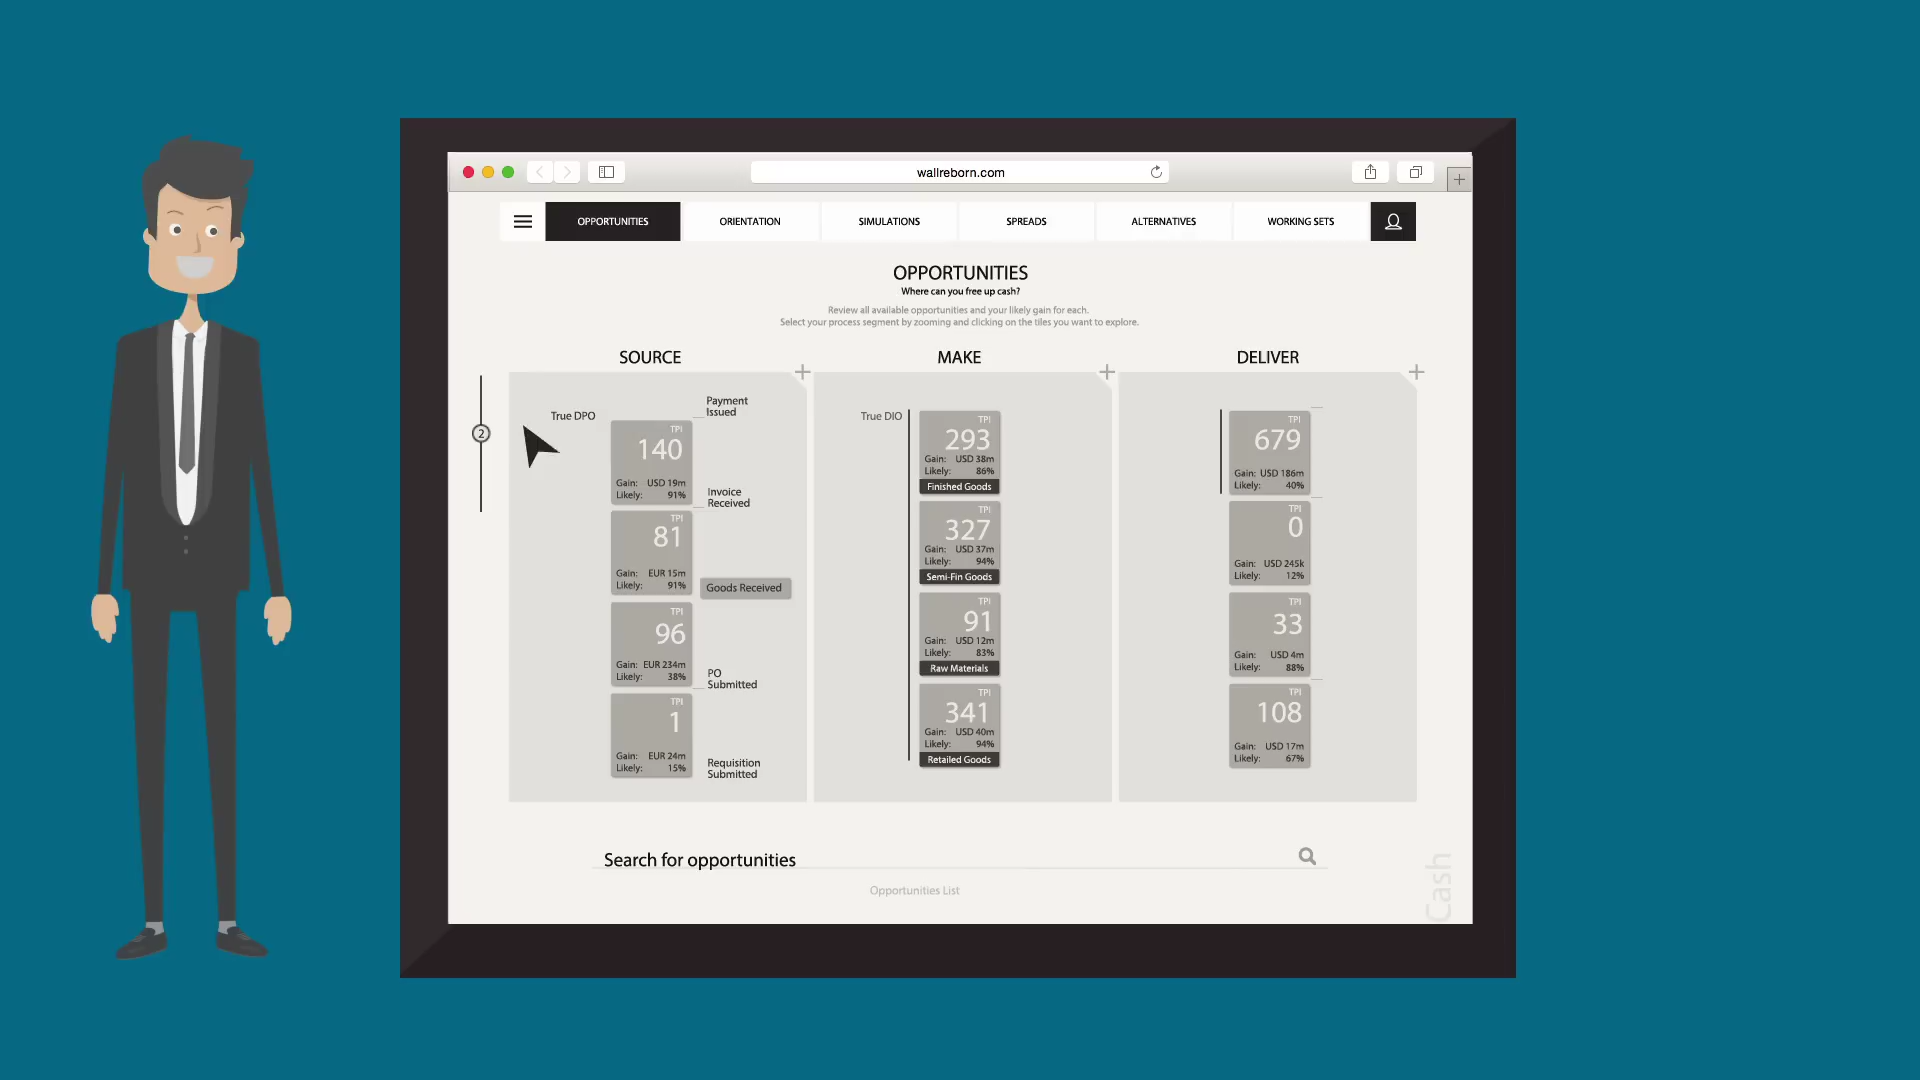 wallreborn.com
OPPORTUNITIES
ORIENTATION
SIMULATIONS
SPREADS
ALTERNATIVES
WORKING SETS
OPPORTUNITIES
Where can you free up cash?
Review all available opportunities and your likely gain for each.
Select your process segment by zooming and clicking on the tiles you want to explore.
2
SOURCE
True DPO
Payment
Issued
TPI
140
Gain: USD 19m
Likely: 91%
Invoice
Received
TPI
81
Gain: EUR 15m
Likely: 91%
Goods Received
TPI
96
Gain: EUR 234m
Likely: 38%
PO
Submitted
TPI
1
Gain: EUR 24m
Likely: 15%
Requisition
Submitted
MAKE
True DIO
TPI
293
Gain: USD 38m
Likely: 86%
Finished Goods
TPI
327
Gain: USD 37m
Likely: 94%
Semi-Fin Goods
TPI
91
Gain: USD 12m
Likely: 83%
Raw Materials
TPI
341
Gain: USD 40m
Likely: 94%
Retailed Goods
DELIVER
TPI
679
Gain: USD 186m
Likely: 40%
TPI
0
Gain: USD 245k
Likely: 12%
TPI
33
Gain: USD 4m
Likely: 88%
TPI
108
Gain: USD 17m
Likely: 67%
Search for opportunities
Opportunities List
Cash